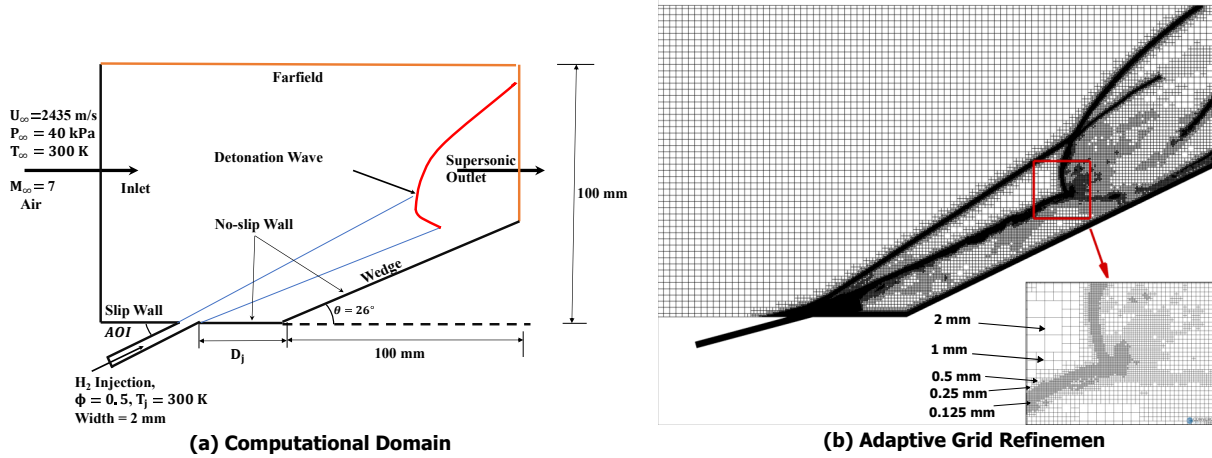 Farfield
U∞=2435 m/s
P∞ = 40 kPa
T∞ = 300 K
M∞= 7
Air
Inlet
Detonation Wave
Supersonic
Outlet
100 mm
No-slip Wall
Wedge
Slip Wall
AOI
θ = 26°
Dj
100 mm
H2 Injection,
ϕ = 0.5, Tj = 300 K
Width = 2 mm
(a) Computational Domain
2 mm
1 mm
0.5 mm
0.25 mm
0.125 mm
(b) Adaptive Grid Refinemen